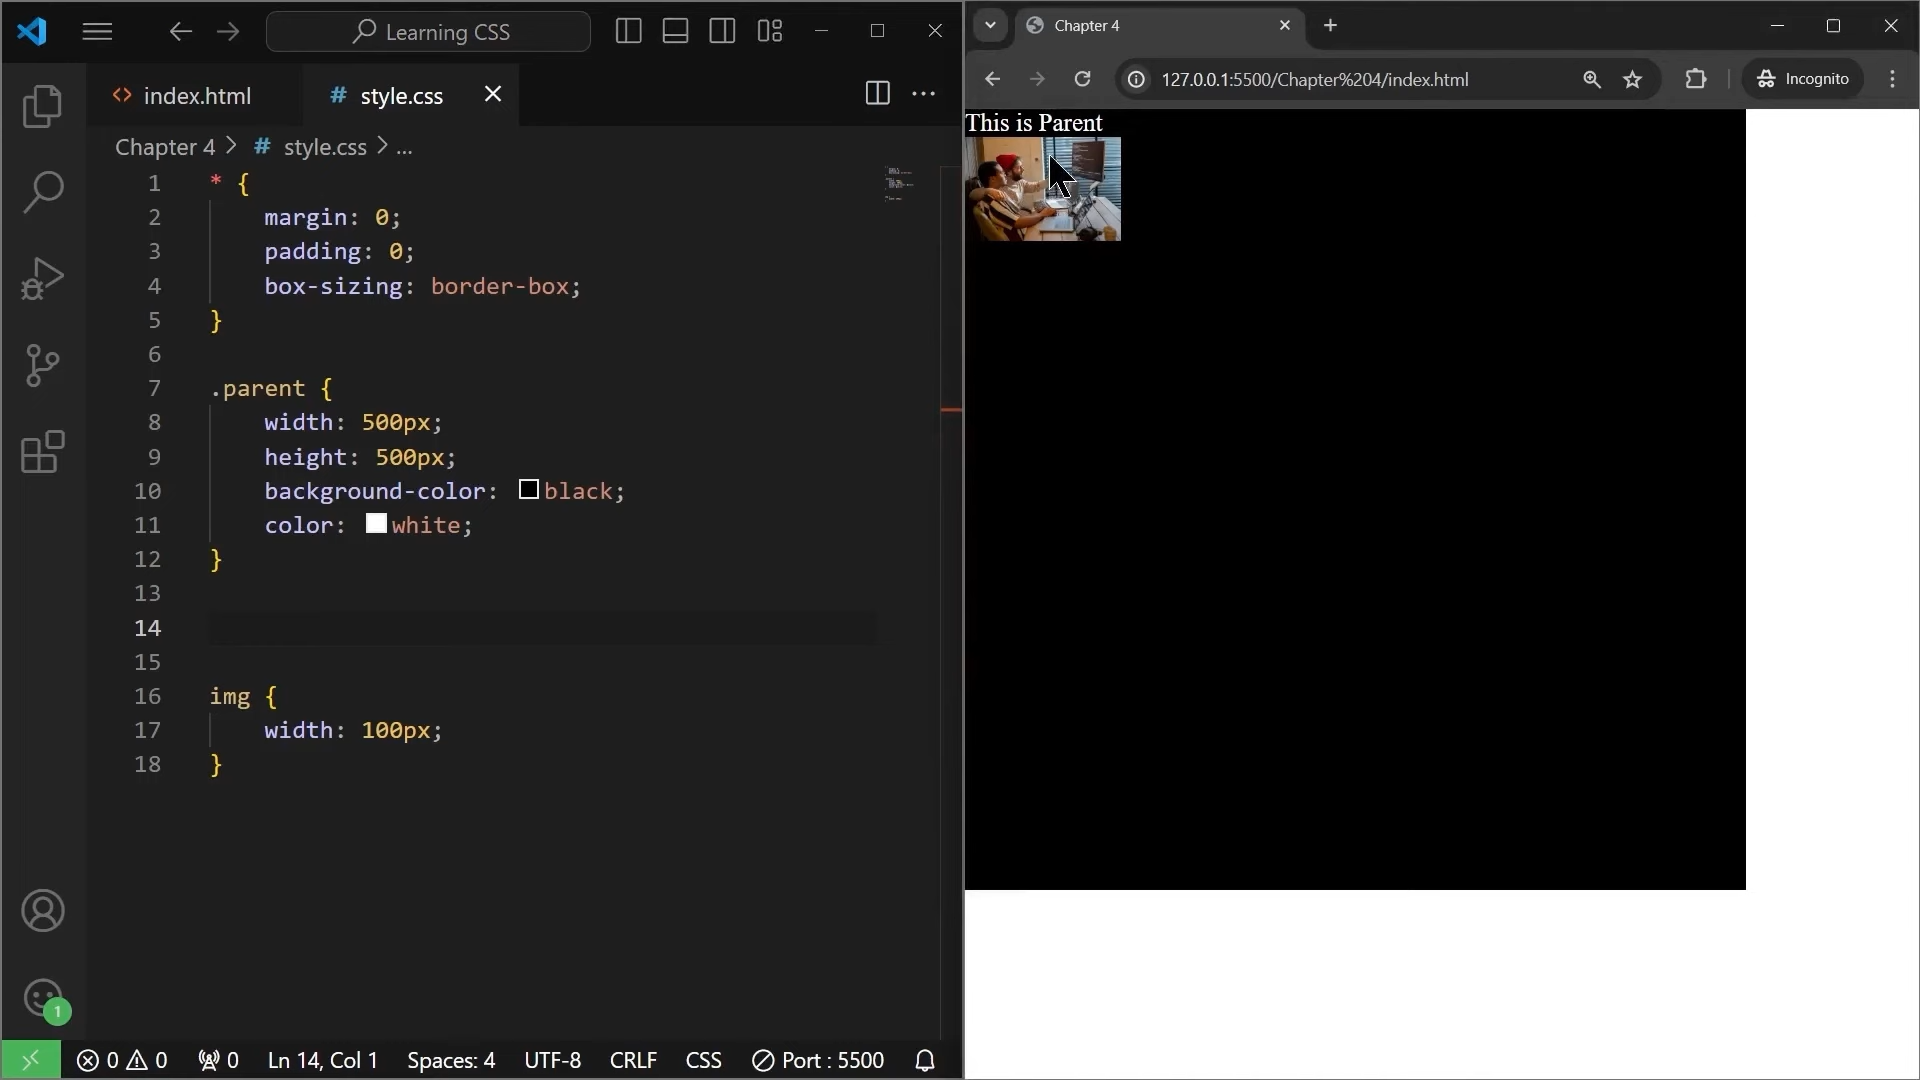 Learning CSS
index.html
# style.css
Chapter 4 > # style.css > ...
1 * {
2 margin: 0;
3 padding: 0;
4 box-sizing: border-box;
5 }
6
7 .parent {
8 width: 500px;
9 height: 500px;
10 background-color: black;
11 color: white;
12 }
13
14
15
16 img {
17 width: 100px;
18 }
1
0 0 0 Ln 14, Col 1 Spaces: 4 UTF-8 CRLF CSS Port : 5500
Chapter 4
127.0.0.1:5500/Chapter%204/index.html
Incognito
This is Parent